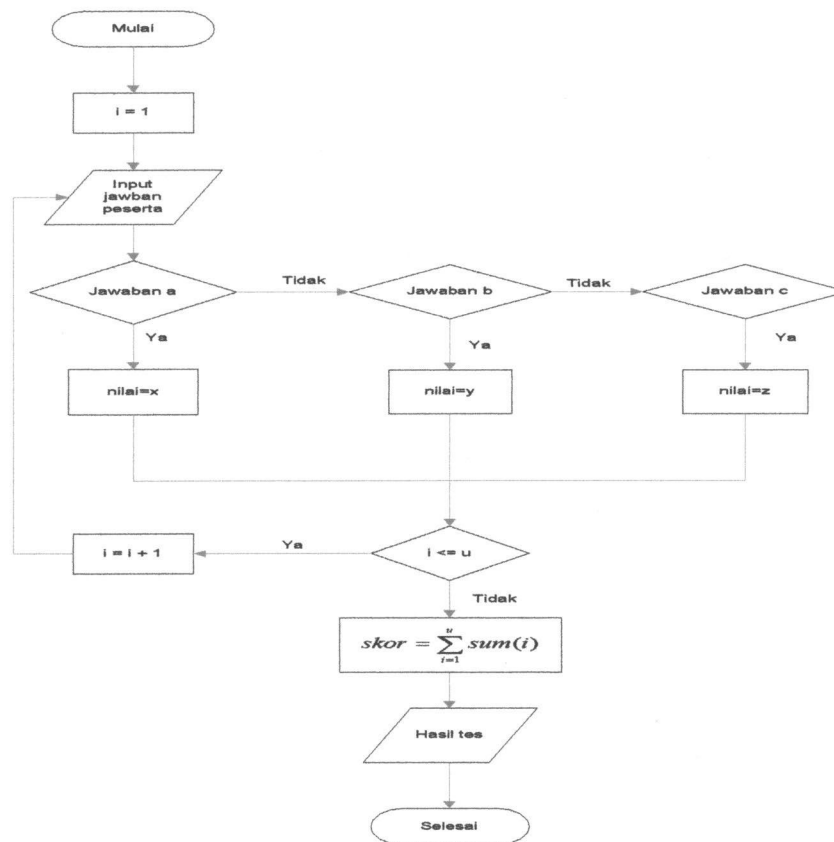 Mulai
i = 1
Input
jawban
peserta
Jawaban a
Tidak
Jawaban b
Tidak
Jawaban c
Ya
Ya
Ya
nilai=x
nilai=y
nilai=z
i = i + 1
Ya
i <= u
Tidak
skor = ∑_{i=1}^{u} sum(i)
Hasil tes
Selesai